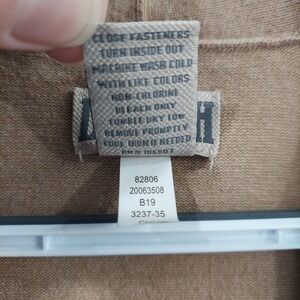 CLOSE FASTENERS
TURN INSIDE OUT
MACHINE WASH COLD
WITH LIKE COLORS
NON-CHLORINE
BLEACH ONLY
TUMBLE DRY LOW
REMOVE PROMPTLY
COOL IRON IF NEEDED
H
82806
20063508
B19
3237-35